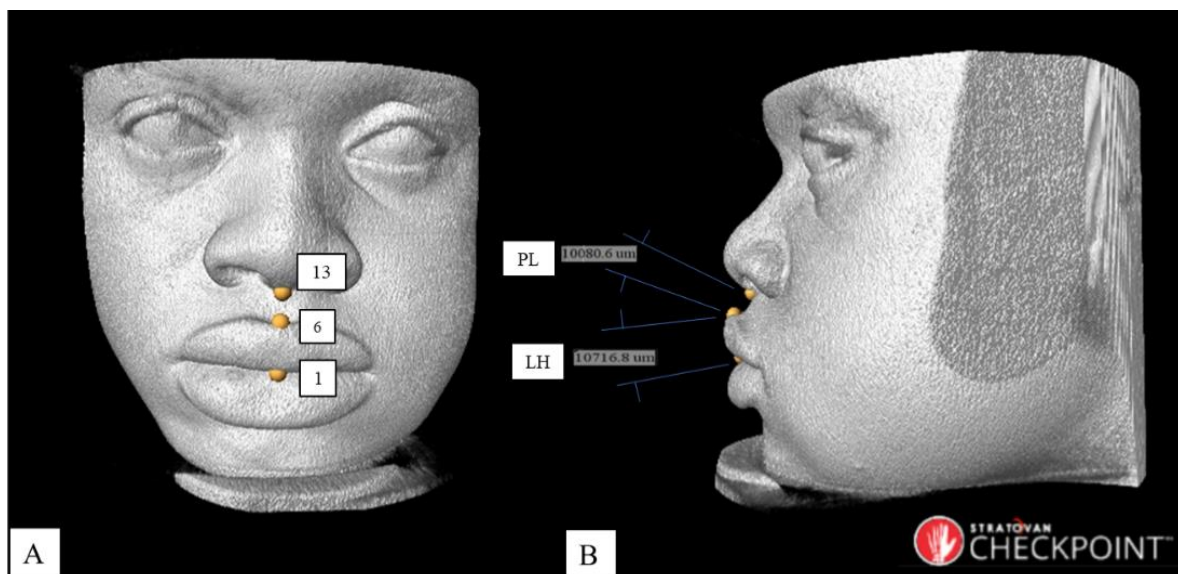 13
6
1
A
PL
10080.6 um
LH
10716.8 um
B
STRATOVAN
CHECKPOINT™